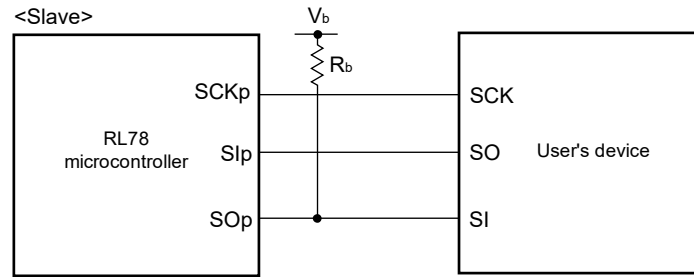 <Slave>
Vb
Rb
SCKp
SCK
RL78
microcontroller
SIp
SO
User's device
SOp
SI